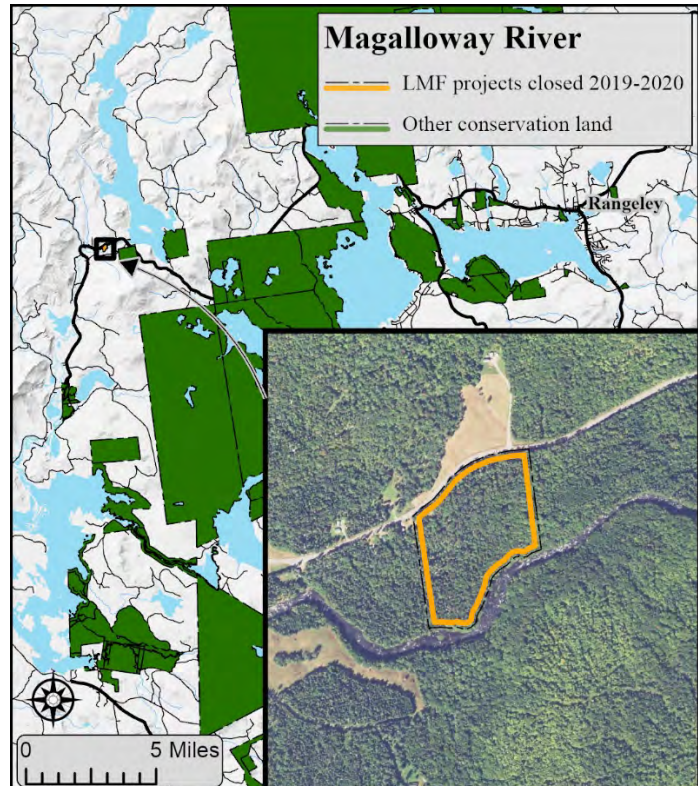 Magalloway River
LMF projects closed 2019-2020
Other conservation land
Rangeley
0 5 Miles